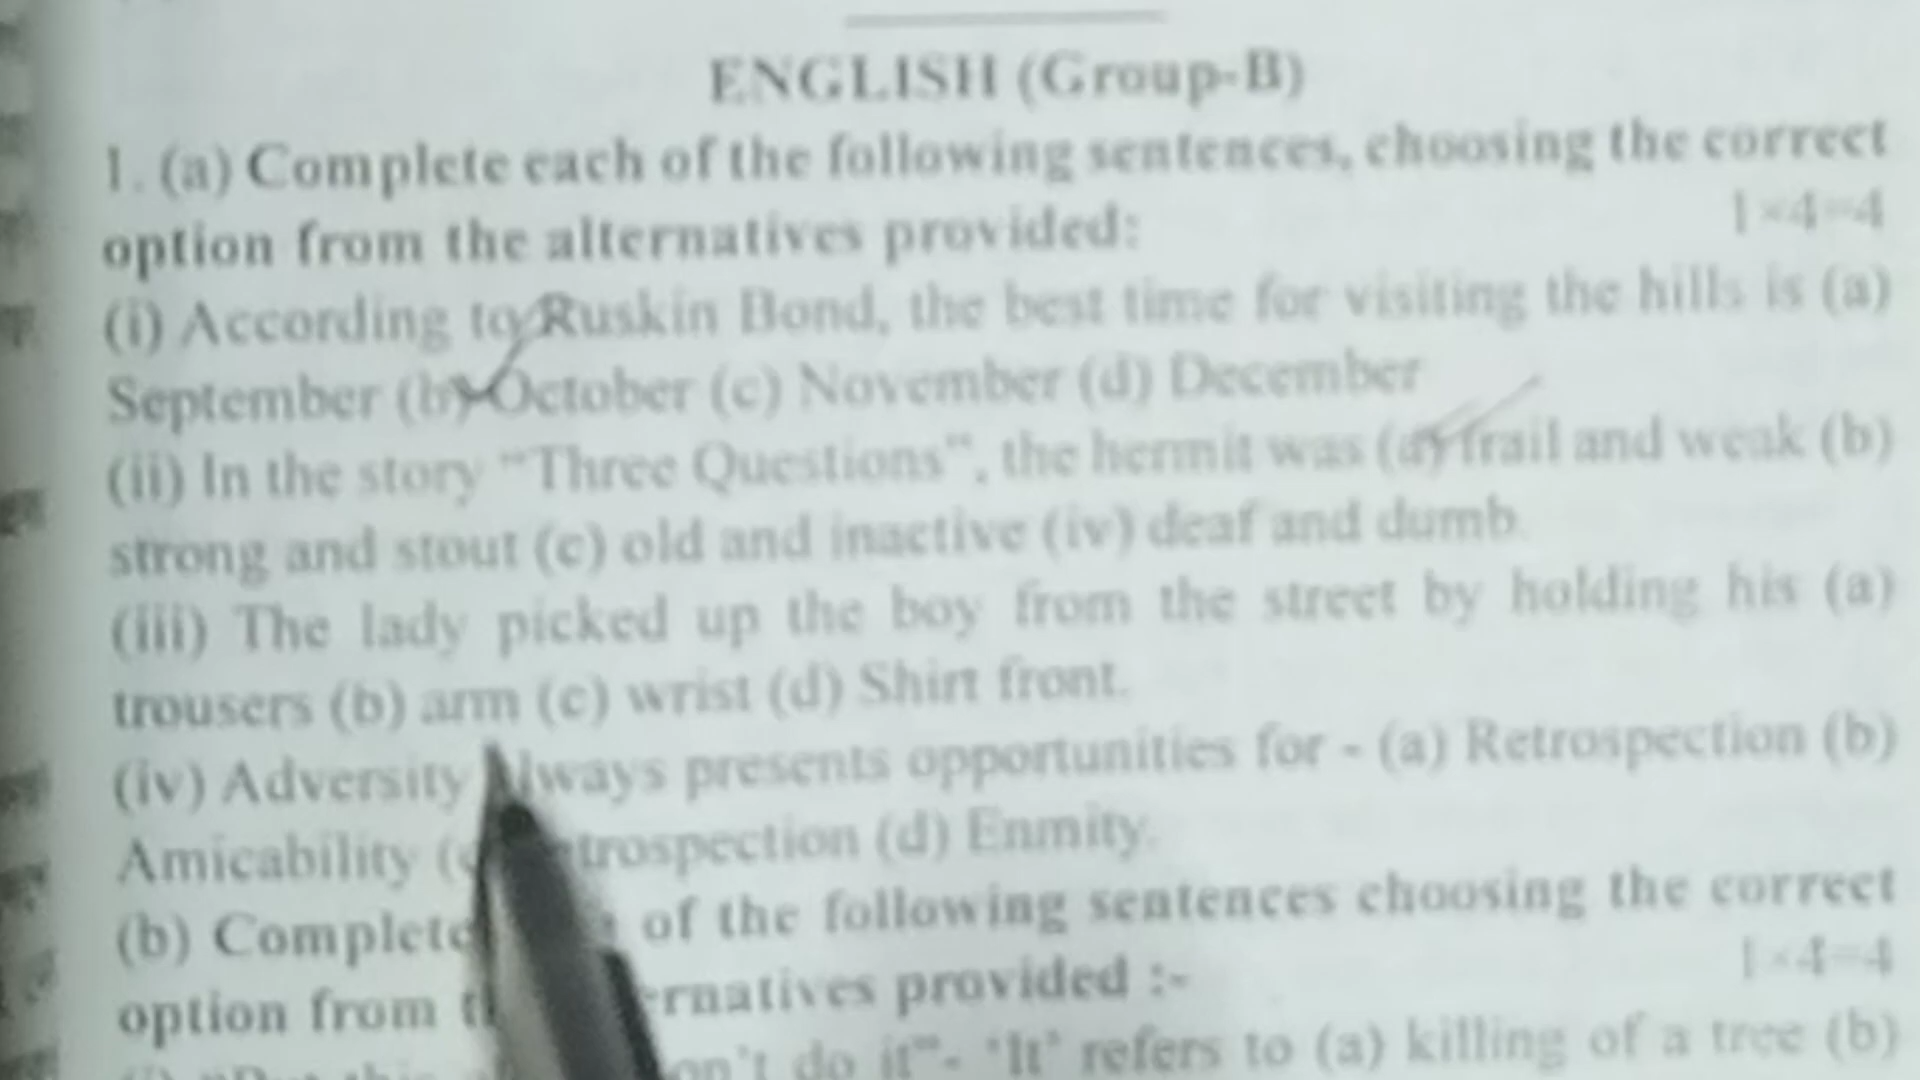 ENGLISH (Group-B)
1. (a) Complete each of the following sentences, choosing the correct
option from the alternatives provided: 1×4=4
(i) According to Ruskin Bond, the best time for visiting the hills is (a)
September (b) October (c) November (d) December
(ii) In the story "Three Questions", the hermit was (a) frail and weak (b)
strong and stout (c) old and inactive (iv) deaf and dumb.
(iii) The lady picked up the boy from the street by holding his (a)
trousers (b) arm (c) wrist (d) Shirt front.
(iv) Adversity always presents opportunities for - (a) Retrospection (b)
Amicability trospection (d) Enmity.
(b) Complete of the following sentences choosing the correct
option from ernatives provided :- 1×4=4
on't do it"- 'It' refers to (a) killing of a tree (b)